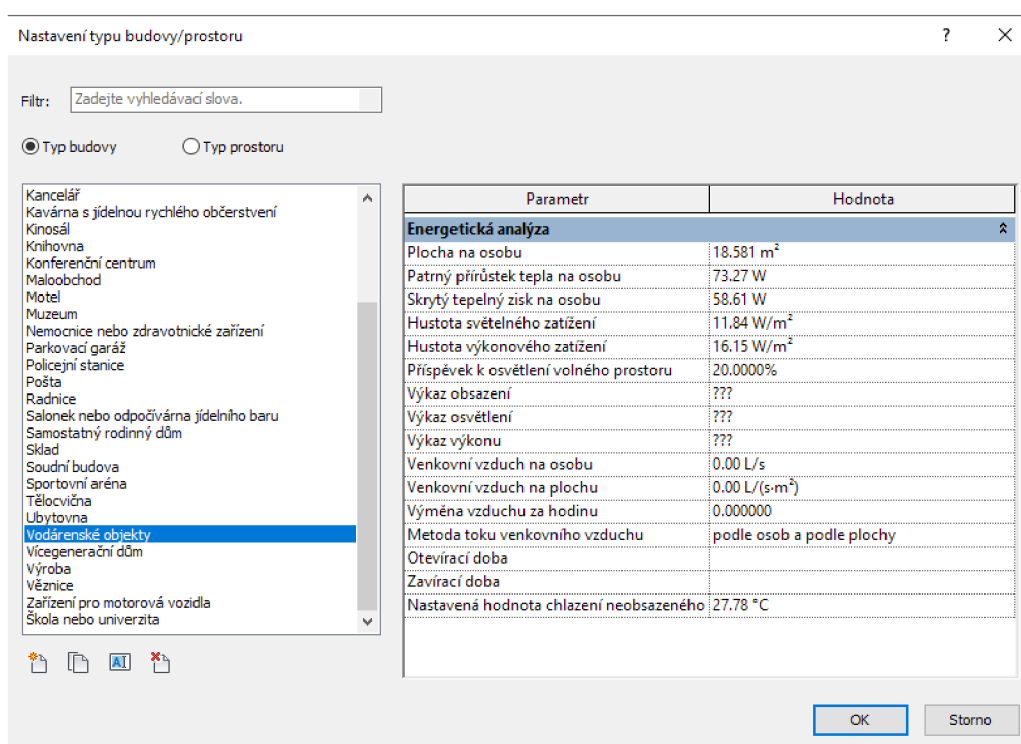 Nastavení typu budovy/prostoru
?
Filtr: Zadejte vyhledávací slova.
Typ budovy Typ prostoru
Kancelář
Kavárna s jídelnou rychlého občerstvení
Kinosál
Knihovna
Konferenční centrum
Maloobchod
Motel
Muzeum
Nemocnice nebo zdravotnické zařízení
Parkovací garáž
Policejní stanice
Pošta
Radnice
Salonek nebo odpočívárna jídelního baru
Samostatný rodinný dům
Sklad
Soudní budova
Sportovní aréna
Tělocvična
Ubytovna
Vodárenské objekty
Vícegenerační dům
Výroba
Věznice
Zařízení pro motorová vozidla
Škola nebo univerzita
Parametr Hodnota
Energetická analýza
Plocha na osobu 18.581 m²
Patrný přírůstek tepla na osobu 73.27 W
Skrytý tepelný zisk na osobu 58.61 W
Hustota světelného zatížení 11.84 W/m²
Hustota výkonového zatížení 16.15 W/m²
Příspěvek k osvětlení volného prostoru 20.0000%
Výkaz obsazení ???
Výkaz osvětlení ???
Výkaz výkonu ???
Venkovní vzduch na osobu 0.00 L/s
Venkovní vzduch na plochu 0.00 L/(s·m²)
Výměna vzduchu za hodinu 0.000000
Metoda toku venkovního vzduchu podle osob a podle plochy
Otevírací doba
Zavírací doba
Nastavená hodnota chlazení neobsazeného 27.78 °C
AI
OK Storno